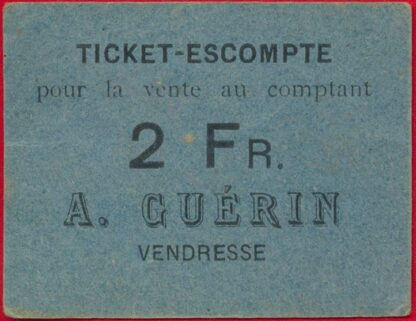 TICKET-ESCOMPTE
pour la vente au comptant
2 FR.
A. GUÉRIN
VENDRESSE